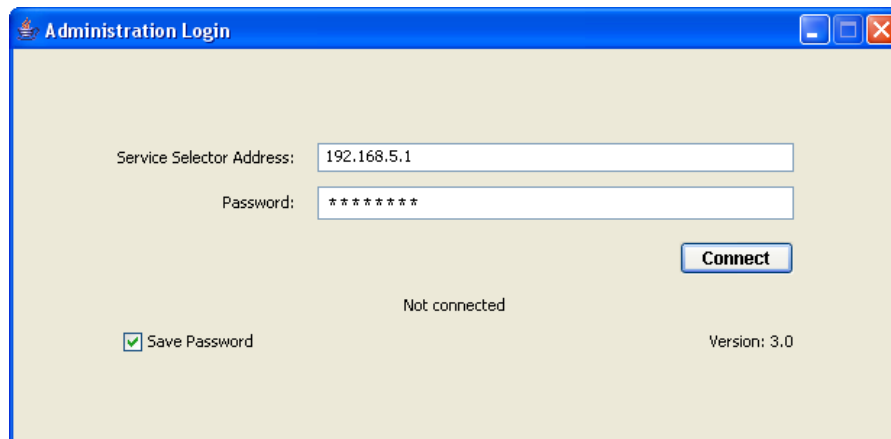 Administration Login
Service Selector Address: 192.168.5.1
Password: ********
Connect
Not connected
Save Password Version: 3.0